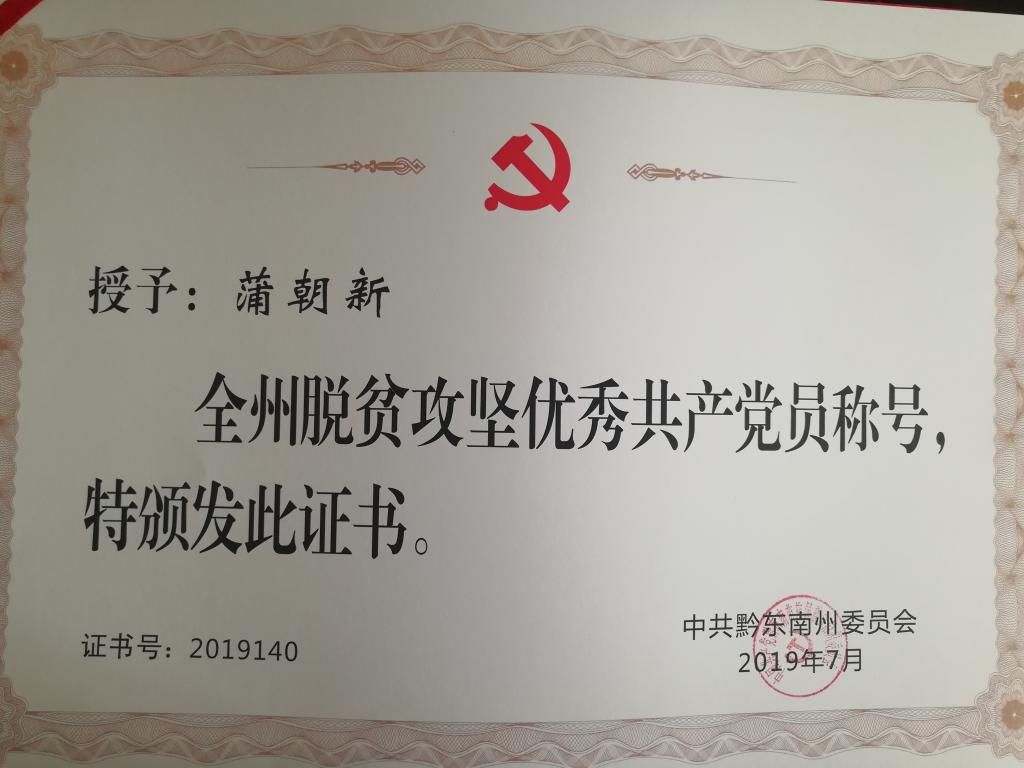 授予：蒲朝新
全州脱贫攻坚优秀共产党员称号，
特颁发此证书。
证书号：2019140
中共黔东南州委员会
2019年7月